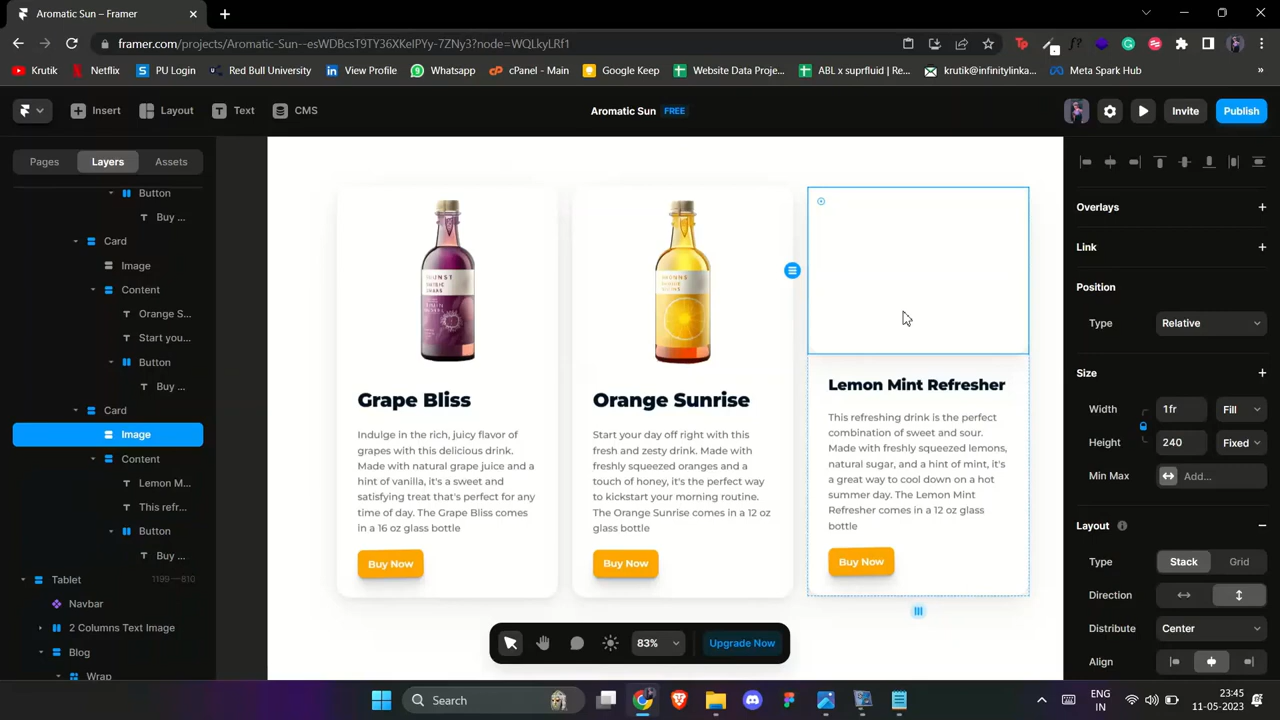 Aromatic Sun – Framer
framer.com/projects/Aromatic-Sun--eWDBcsT9TY36XKeIPYy-7ZNy3?node=WQLkyLRf1
Krutik
Netflix
PU Login
Red Bull University
View Profile
Whatsapp
cPanel - Main
Google Keep
Website Data Proje...
ABL x suprfluid | Re...
krutik@infinitylinka...
Meta Spark Hub
Insert
Layout
Text
CMS
Aromatic Sun FREE
Invite
Publish
Pages
Layers
Assets
Button
Buy ...
Card
Image
Content
Orange S...
Start you...
Button
Buy ...
Card
Image
Content
Lemon M...
This refr...
Button
Buy ...
Tablet 1199—810
Navbar
2 Columns Text Image
Blog
Wrap
Grape Bliss
Indulge in the rich, juicy flavor of
grapes with this delicious drink.
Made with natural grape juice and a
hint of vanilla, it's a sweet and
satisfying treat that's perfect for any
time of day. The Grape Bliss comes
in a 16 oz glass bottle
Buy Now
Orange Sunrise
Start your day off right with this
fresh and zesty drink. Made with
freshly squeezed oranges and a
touch of honey, it's the perfect way
to kickstart your morning routine.
The Orange Sunrise comes in a 12 oz
glass bottle
Buy Now
Lemon Mint Refresher
This refreshing drink is the perfect
combination of sweet and sour.
Made with freshly squeezed lemons,
natural sugar, and a hint of mint, it's
a great way to cool down on a hot
summer day. The Lemon Mint
Refresher comes in a 12 oz glass
bottle
Buy Now
83%
Upgrade Now
Overlays
Link
Position
Type Relative
Size
Width 1fr Fill
Height 240 Fixed
Min Max Add...
Layout
Type Stack Grid
Direction
Distribute Center
Align
Search
ENG
IN
23:45
11-05-2023